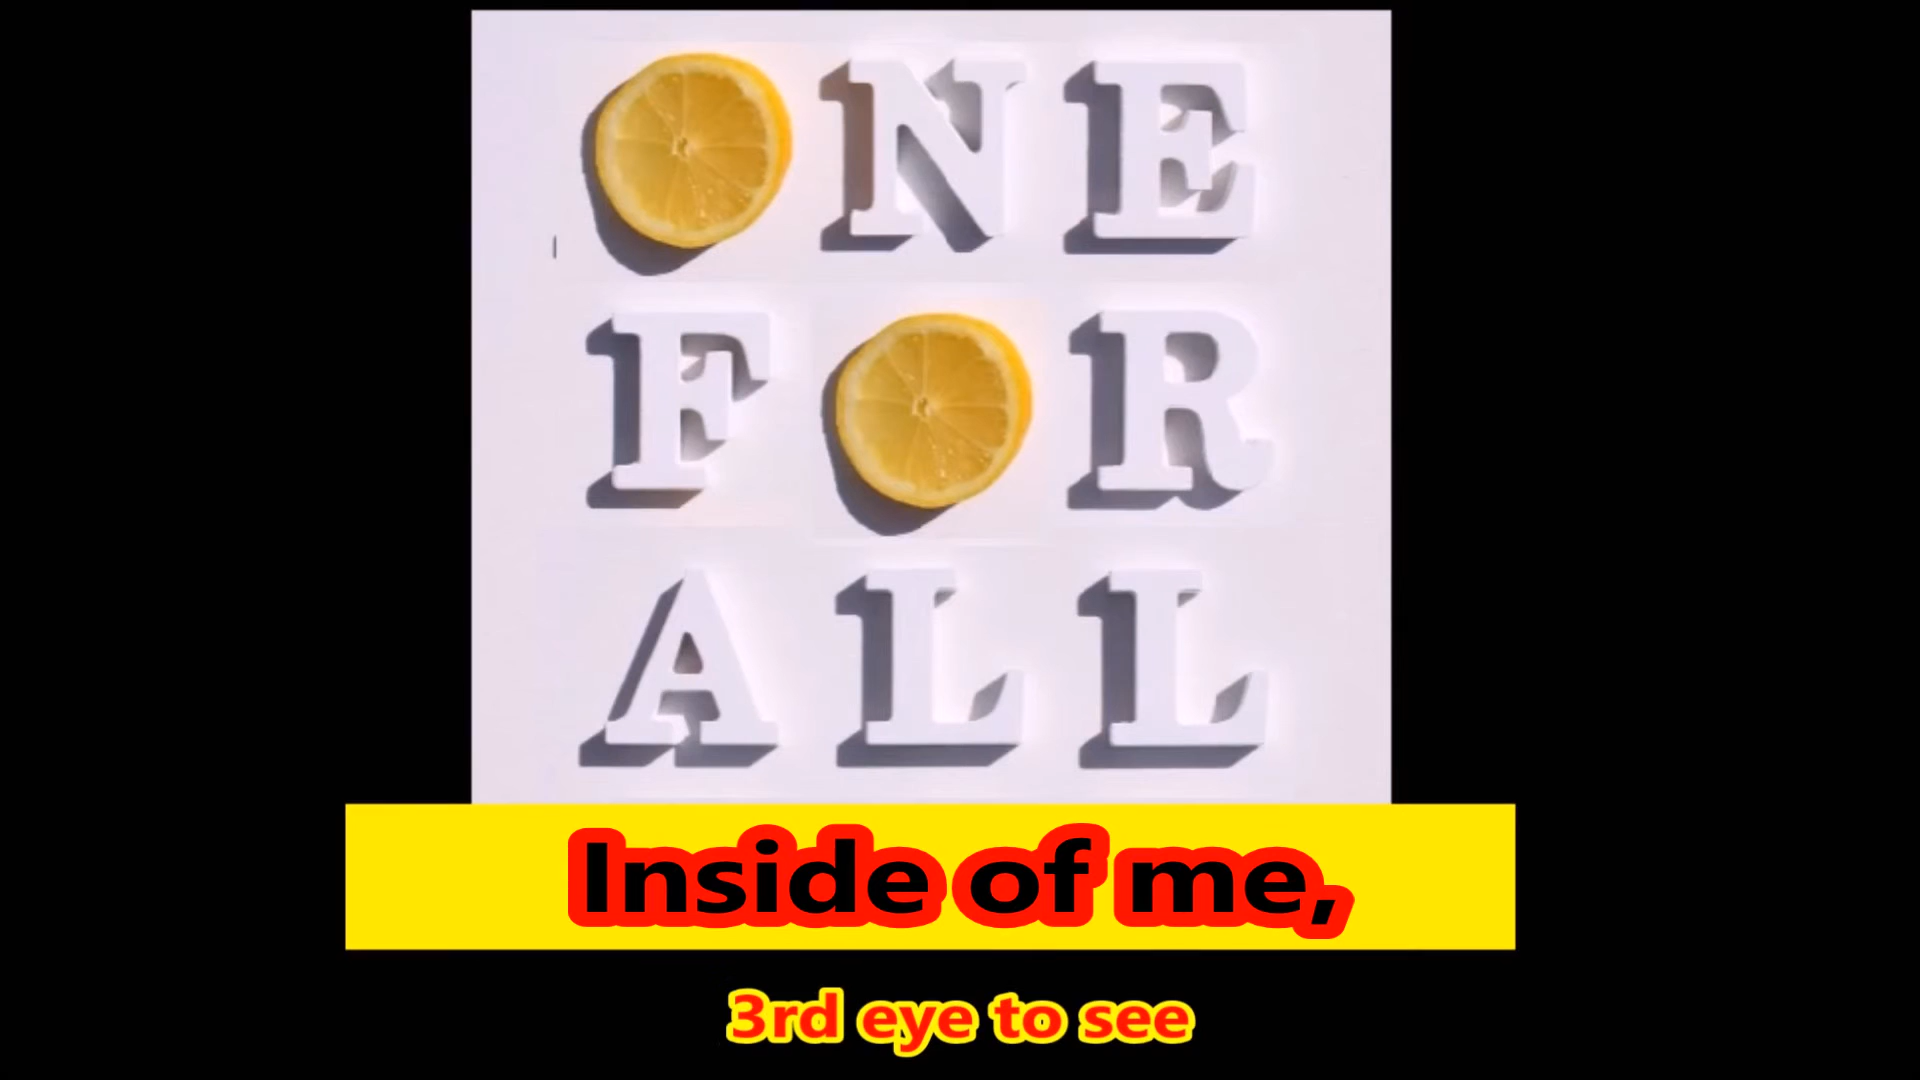 ONE
FOR
ALL
Inside of me,
3rd eye to see